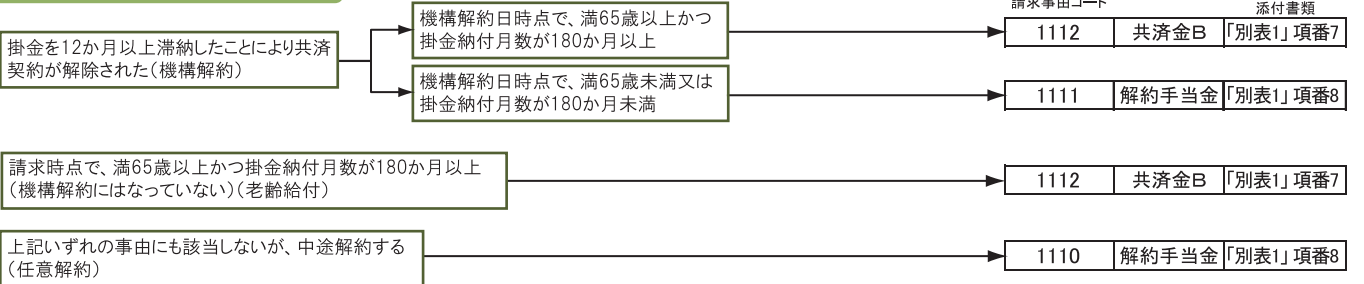 請求事由コード
添付書類
機構解約日時点で、満65歳以上かつ
掛金納付月数が180か月以上
1112 共済金B 「別表1」項番7
掛金を12か月以上滞納したことにより共済
契約が解除された(機構解約)
機構解約日時点で、満65歳未満又は
掛金納付月数が180か月未満
1111 解約手当金 「別表1」項番8
請求時点で、満65歳以上かつ掛金納付月数が180か月以上
(機構解約にはなっていない)(老齢給付)
1112 共済金B 「別表1」項番7
上記いずれの事由にも該当しないが、中途解約する
(任意解約)
1110 解約手当金 「別表1」項番8